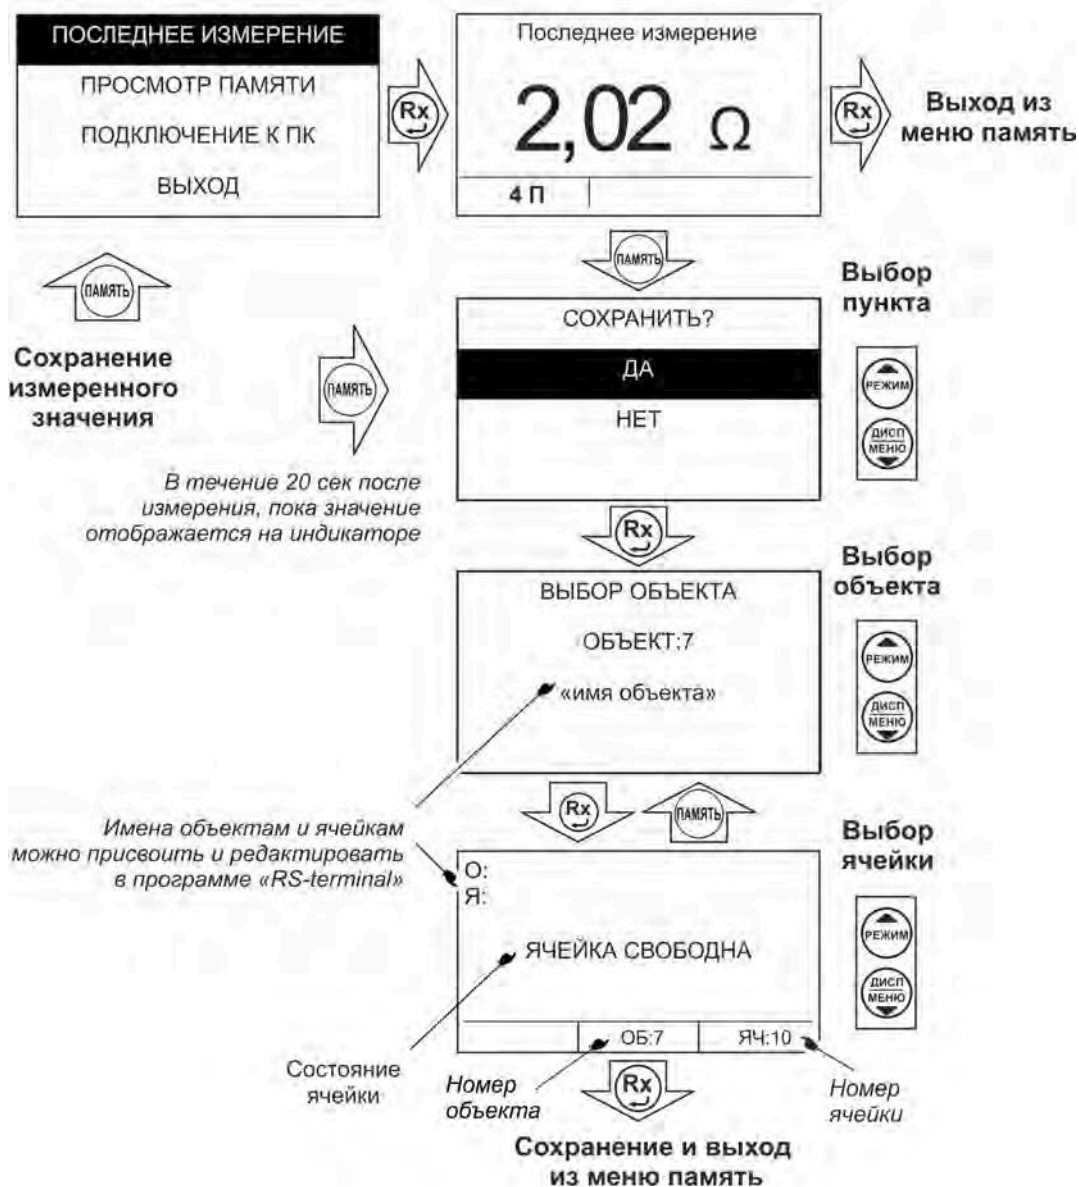 ПОСЛЕДНЕЕ ИЗМЕРЕНИЕ
ПРОСМОТР ПАМЯТИ
ПОДКЛЮЧЕНИЕ К ПК
ВЫХОД
Rx
Последнее измерение
2,02 Ω
4 П
Rx
Выход из
меню память
ПАМЯТЬ
Сохранение
измеренного
значения
ПАМЯТЬ
ПАМЯТЬ
В течение 20 сек после
измерения, пока значение
отображается на индикаторе
СОХРАНИТЬ?
ДА
НЕТ
Выбор
пункта
РЕЖИМ
ДИСП
МЕНЮ
Rx
ВЫБОР ОБЪЕКТА
ОБЪЕКТ:7
«имя объекта»
Выбор
объекта
РЕЖИМ
ДИСП
МЕНЮ
Rx
ПАМЯТЬ
Имена объектам и ячейкам
можно присвоить и редактировать
в программе «RS-terminal»
О:
Я:
ЯЧЕЙКА СВОБОДНА
ОБ:7
ЯЧ:10
Выбор
ячейки
РЕЖИМ
ДИСП
МЕНЮ
Состояние
ячейки
Номер
объекта
Rx
Номер
ячейки
Сохранение и выход
из меню память